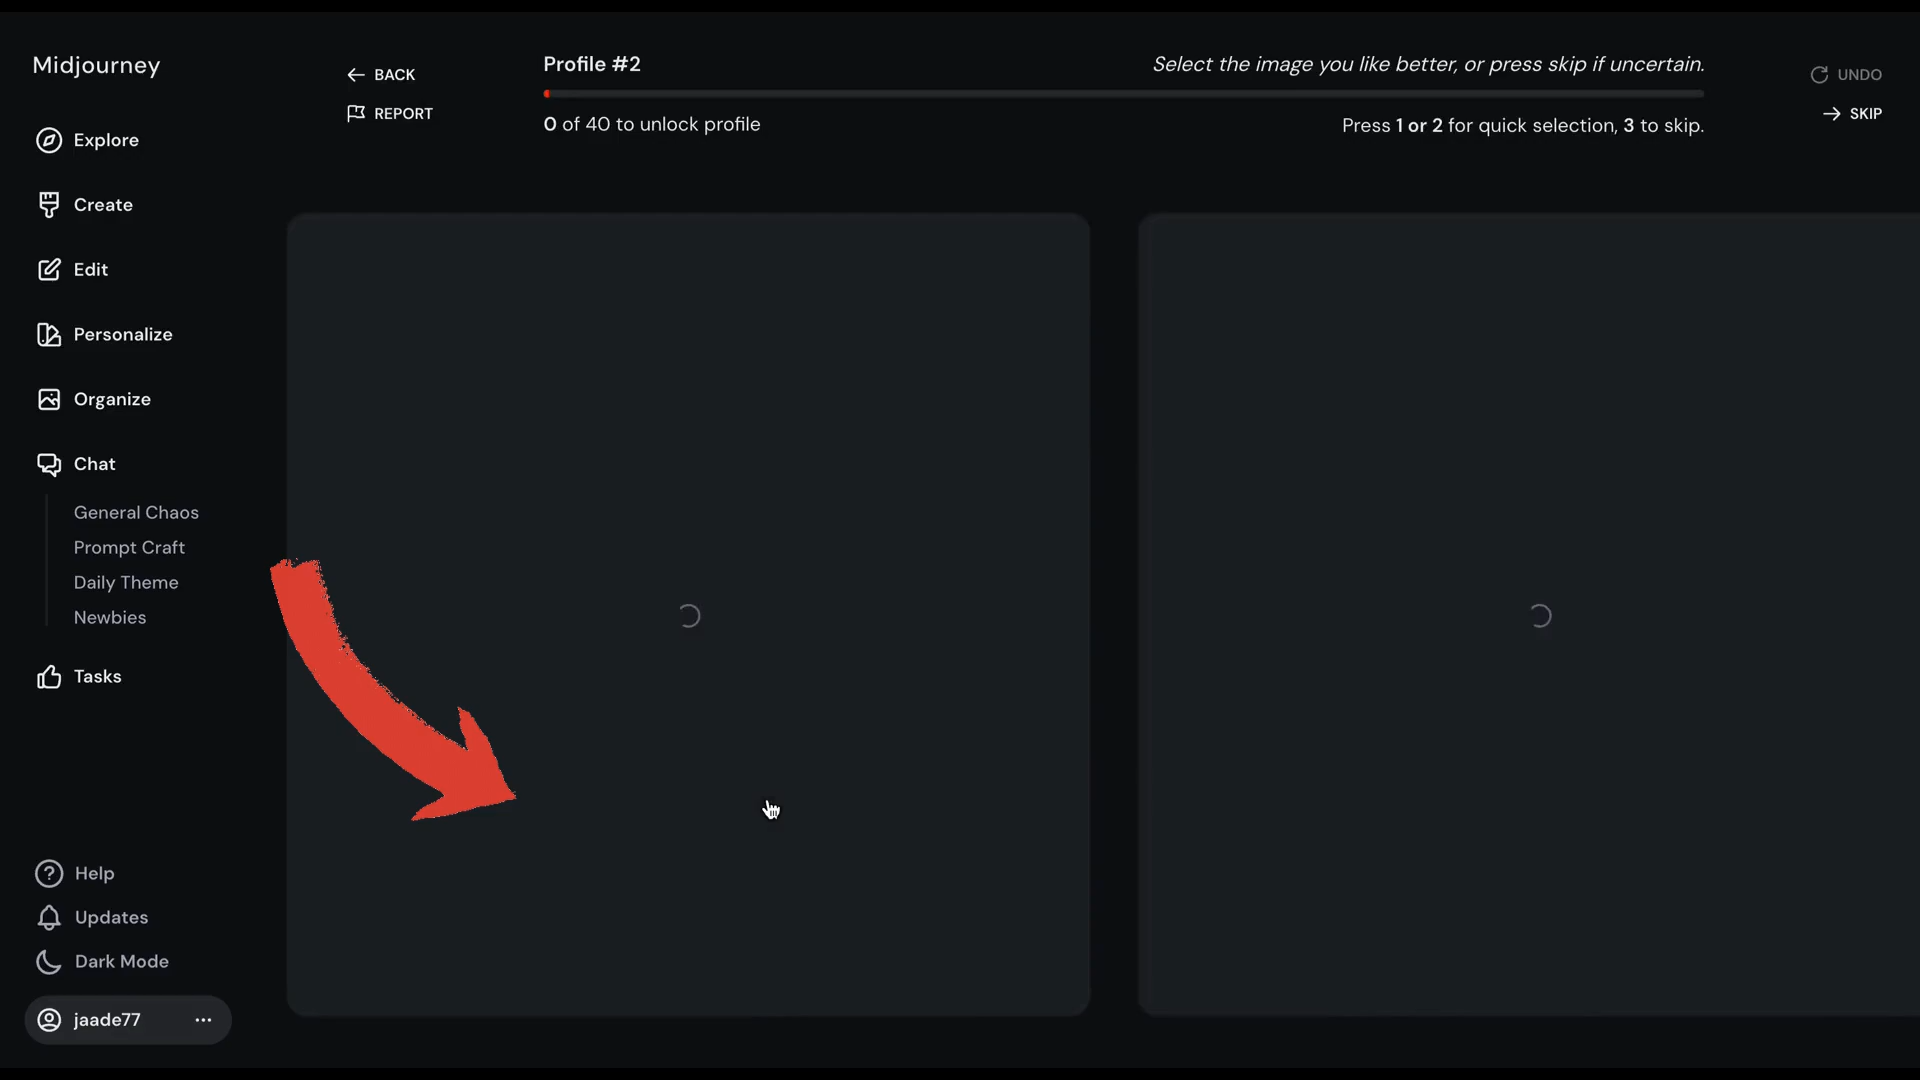 Midjourney
Explore
Create
Edit
Personalize
Organize
Chat
General Chaos
Prompt Craft
Daily Theme
Newbies
Tasks
Help
Updates
Dark Mode
jaade77
BACK
REPORT
Profile #2
0 of 40 to unlock profile
Select the image you like better, or press skip if uncertain.
Press 1 or 2 for quick selection, 3 to skip.
UNDO
SKIP